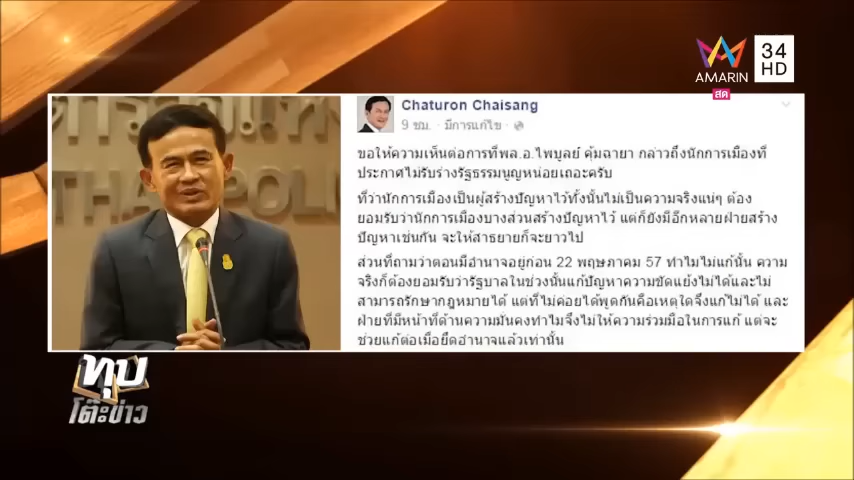 AMARIN
34
HD
สด
THAI POL
Chaturon Chaisang
9 ชม. · มีการแก้ไข ·
ขอให้ความเห็นต่อการที่พล.อ.ไพบูลย์ คุ้มฉายา กล่าวถึงนักการเมืองที่
ประกาศไม่รับร่างรัฐธรรมนูญหน่อยเถอะครับ
ที่ว่านักการเมืองเป็นผู้สร้างปัญหาไว้ทั้งนั้นไม่เป็นความจริงแน่ๆ ต้อง
ยอมรับว่านักการเมืองบางส่วนสร้างปัญหาไว้ แต่ก็ยังมีอีกหลายฝ่ายสร้าง
ปัญหาเช่นกัน จะให้สาธยายก็จะยาวไป
ส่วนที่ถามว่าตอนมีอำนาจอยู่ก่อน 22 พฤษภาคม 57 ทำไมไม่แก้นั้น ความ
จริงก็ต้องยอมรับว่ารัฐบาลในช่วงนั้นแก้ปัญหาความขัดแย้งไม่ได้และไม่
สามารถรักษากฎหมายได้ แต่ที่ไม่ค่อยได้พูดกันคือเหตุใดจึงแก้ไม่ได้ และ
ฝ่ายที่มีหน้าที่ด้านความมั่นคงทำไมจึงไม่ให้ความร่วมมือในการแก้ แต่จะ
ช่วยแก้ต่อเมื่อยึดอำนาจแล้วเท่านั้น
ทุบ
โต๊ะข่าว